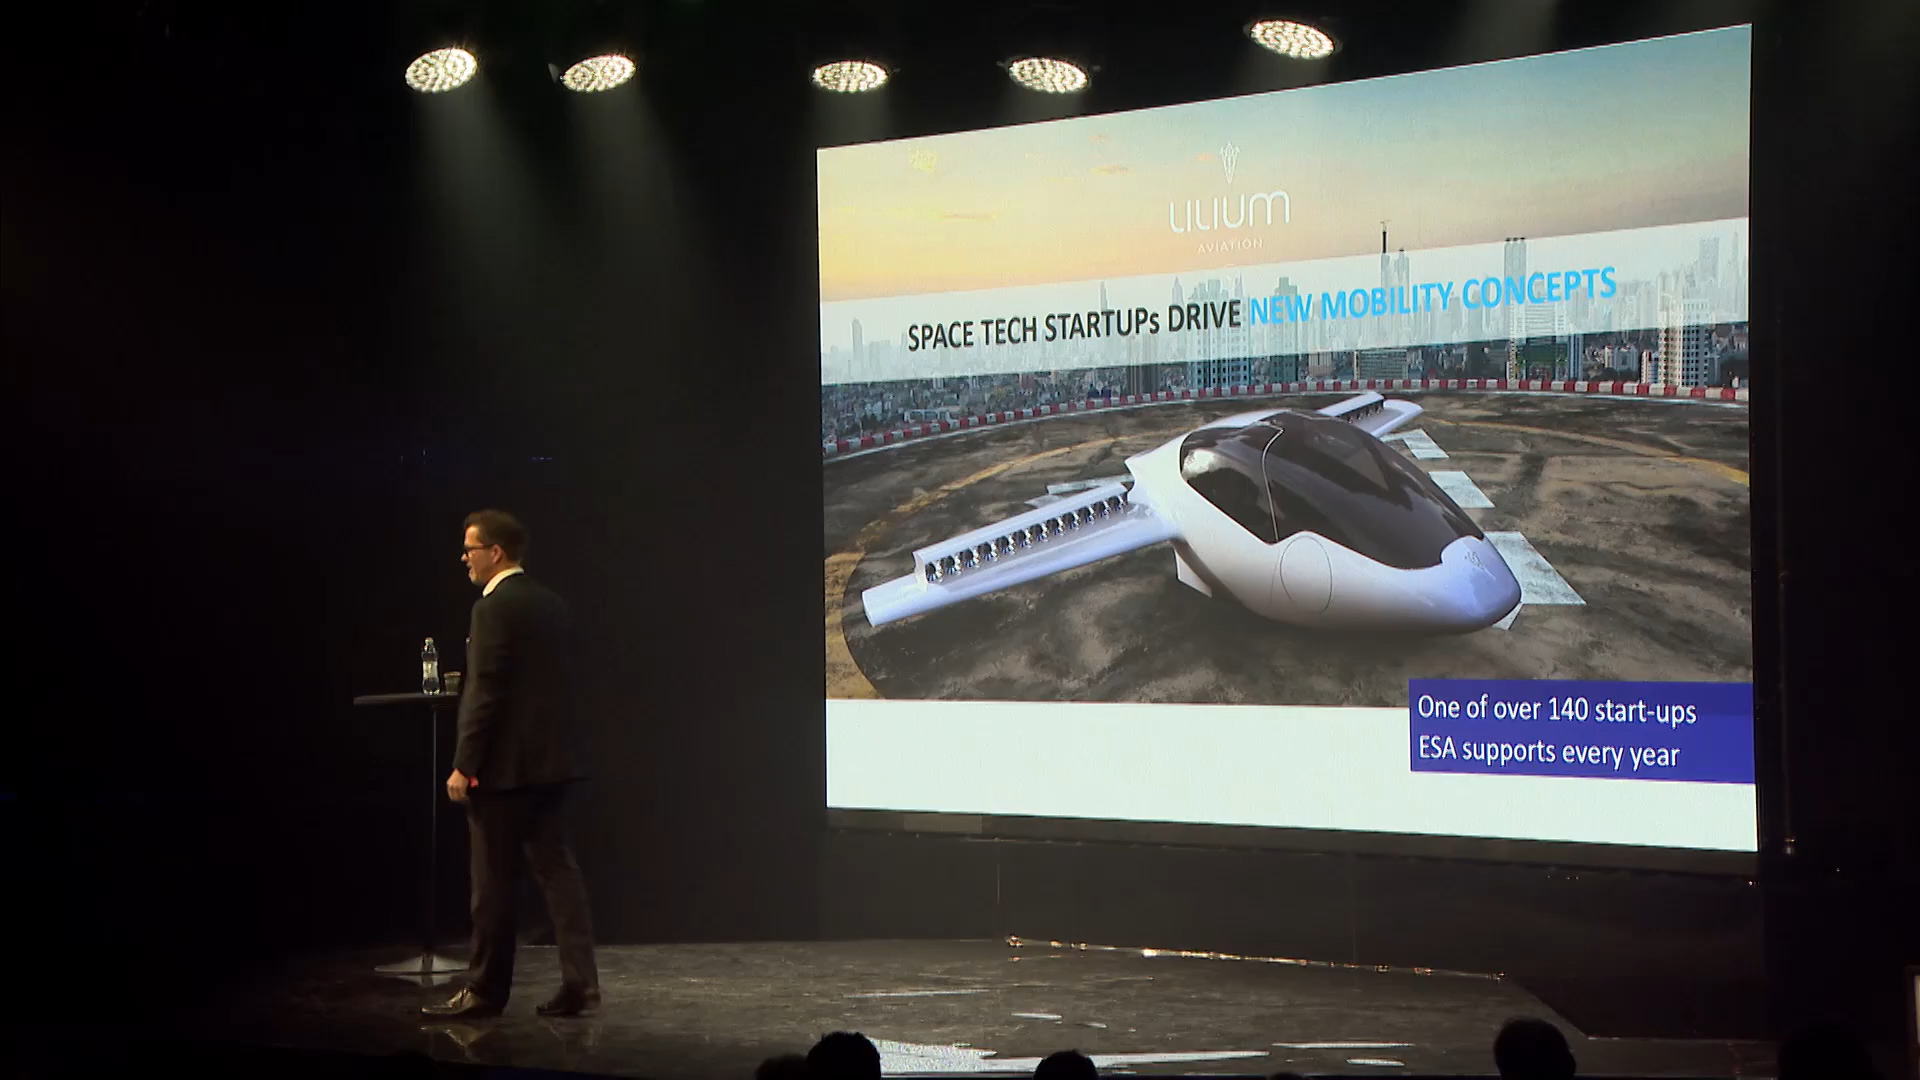 LILIUM
AVIATION
SPACE TECH STARTUPs DRIVE NEW MOBILITY CONCEPTS
One of over 140 start-ups
ESA supports every year